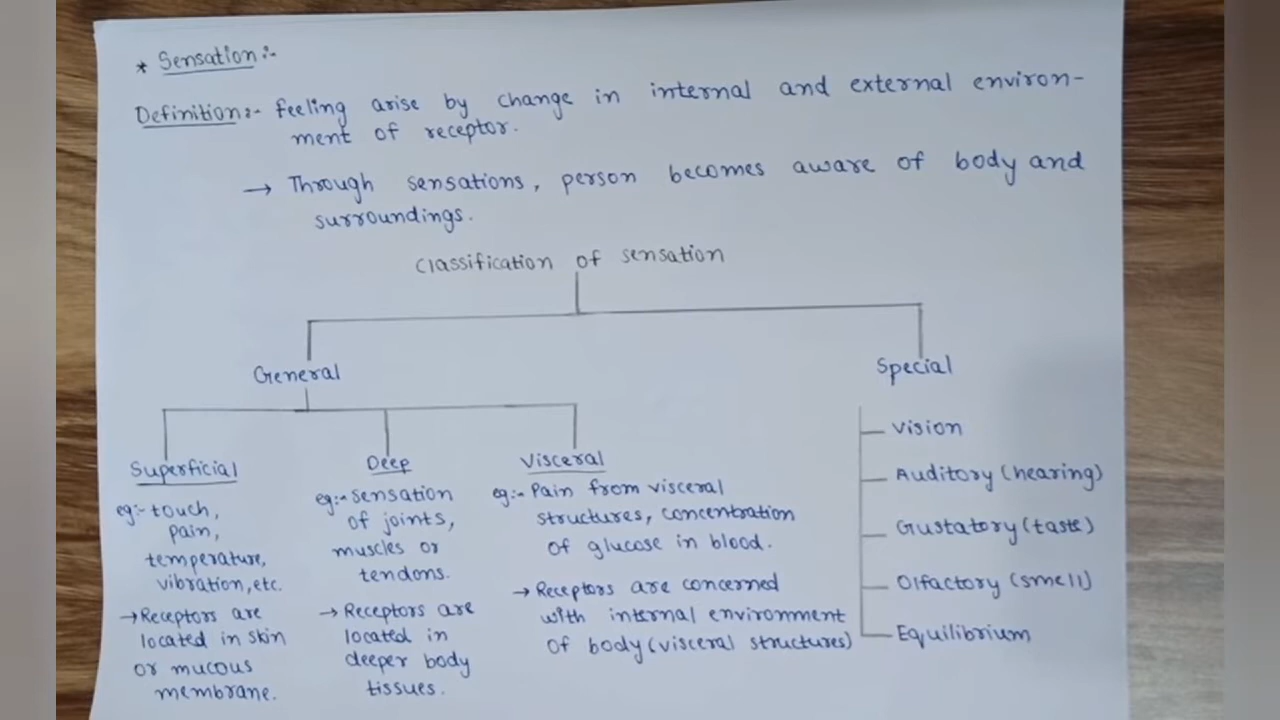 * Sensation :-
Definition:- feeling arise by change in internal and external environ-
ment of receptor.
→ Through sensations, person becomes aware of body and
surroundings.
Classification of sensation
General
Special
Superficial
eg:- touch,
pain,
temperature,
vibration, etc.
→ Receptors are
located in skin
or mucous
membrane.
Deep
eg:- sensation
of joints,
muscles or
tendons.
→ Receptors are
located in
deeper body
tissues.
Visceral
eg:- Pain from visceral
structures, concentration
of glucose in blood.
→ Receptors are concerned
with internal environment
of body (visceral structures)
Vision
Auditory (hearing)
Gustatory (taste)
Olfactory (smell)
Equilibrium